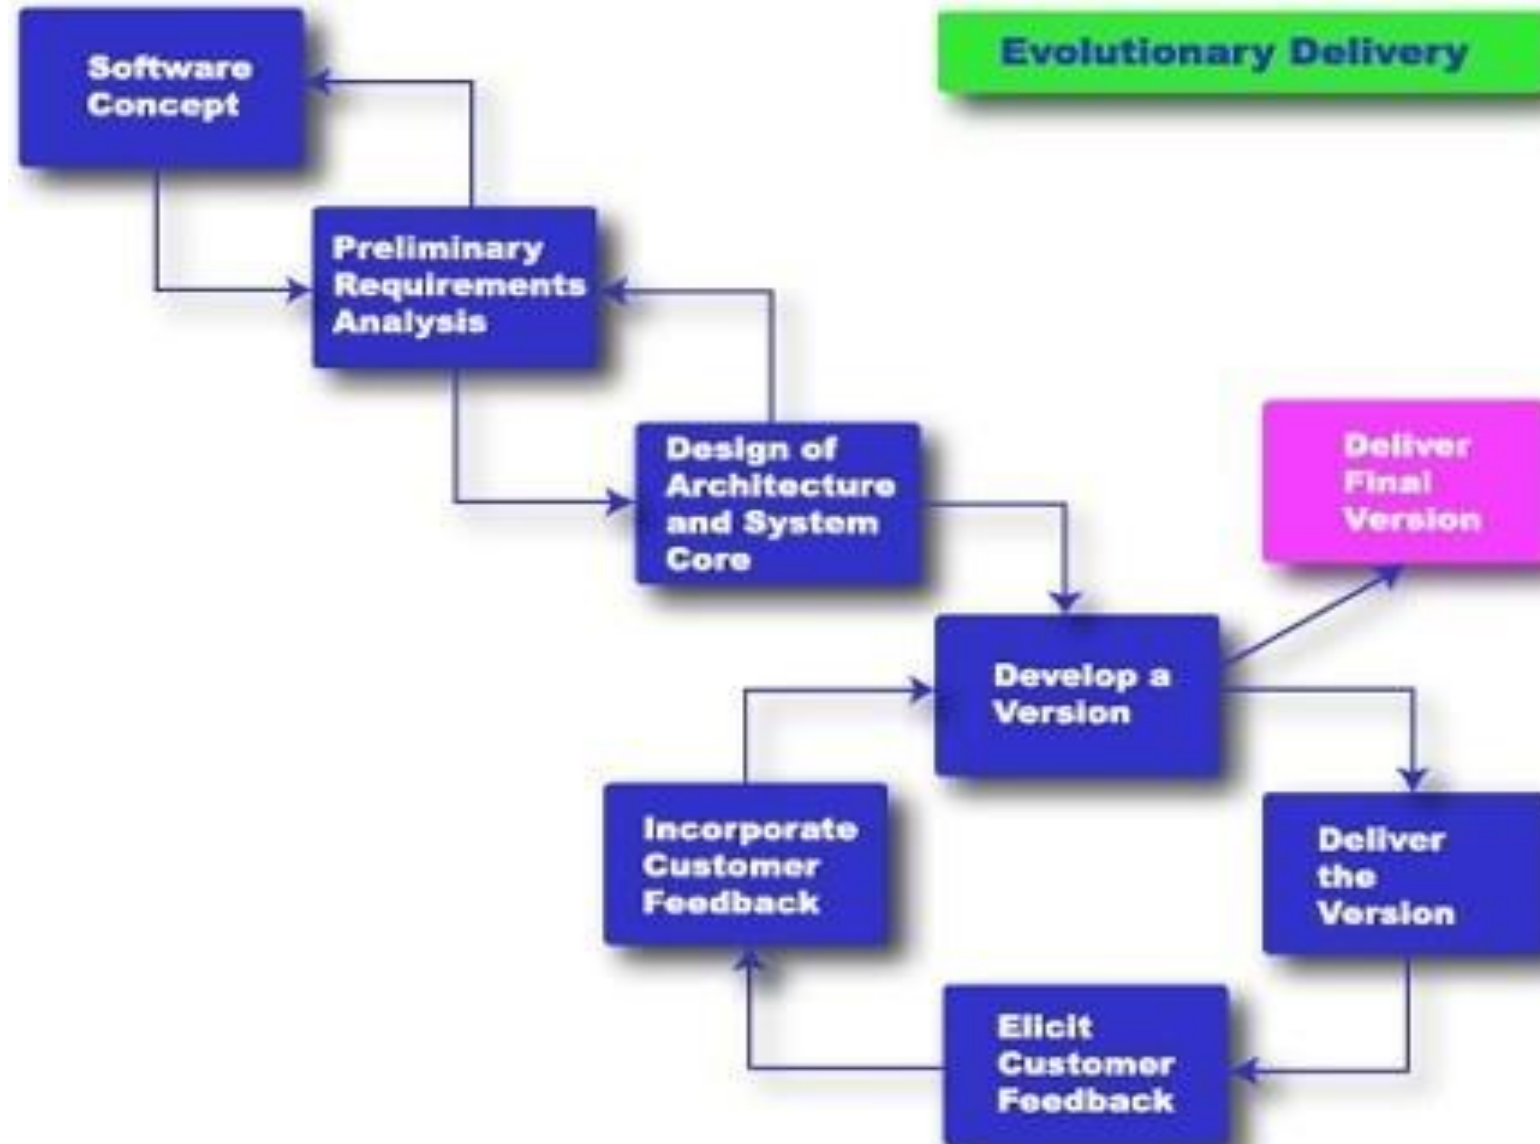 Software
Concept
Evolutionary Delivery
Preliminary
Requirements
Analysis
Design of
Architecture
and System
Core
Deliver
Final
Version
Develop a
Version
Incorporate
Customer
Feedback
Deliver
the
Version
Elicit
Customer
Feedback